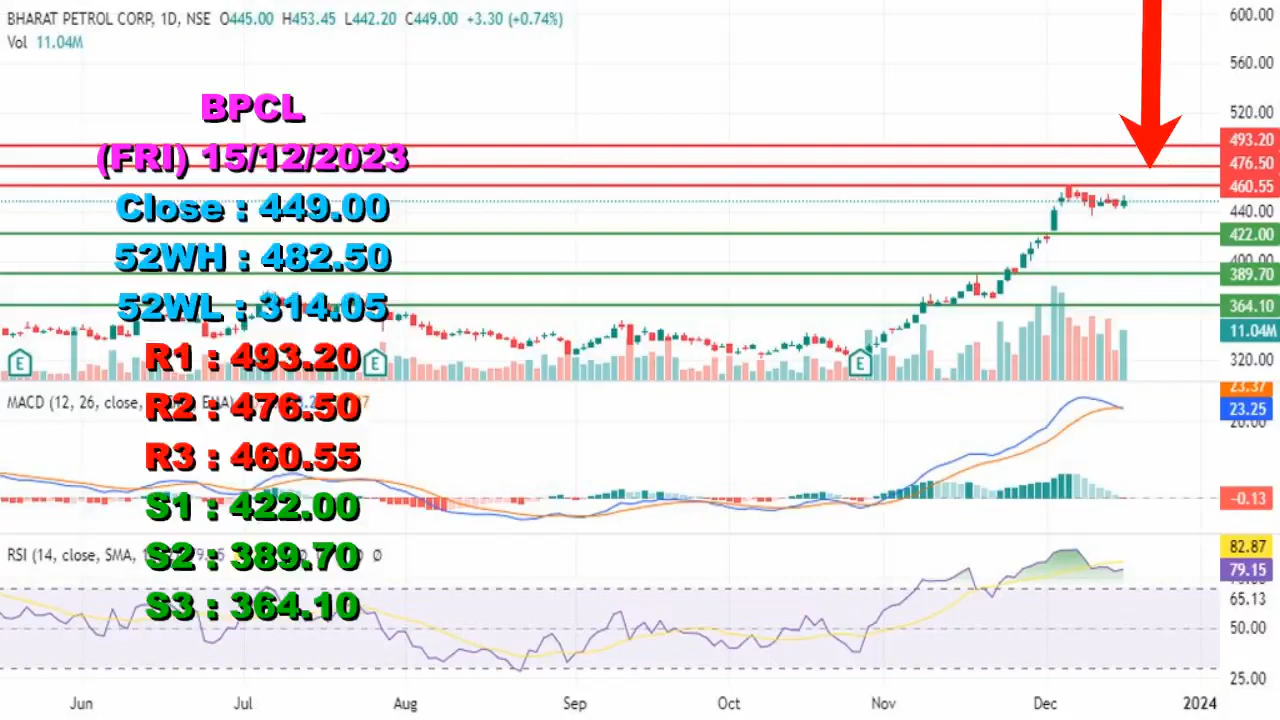 BHARAT PETROL CORP, 1D, NSE O445.00 H453.45 L442.20 C449.00 +3.30 (+0.74%)
Vol 11.04M
BPCL
(FRI) 15/12/2023
Close : 449.00
52WH : 482.50
52WL : 314.05
R1 : 493.20
R2 : 476.50
R3 : 460.55
S1 : 422.00
S2 : 389.70
S3 : 364.10
600.00
560.00
520.00
493.20
476.50
460.55
440.00
422.00
400.00
389.70
364.10
11.04M
320.00
E E E
MACD (12, 26, close,
23.37
23.25
20.00
-0.13
RSI (14, close, SMA,
82.87
79.15
65.13
50.00
25.00
Jun Jul Aug Sep Oct Nov Dec 2024